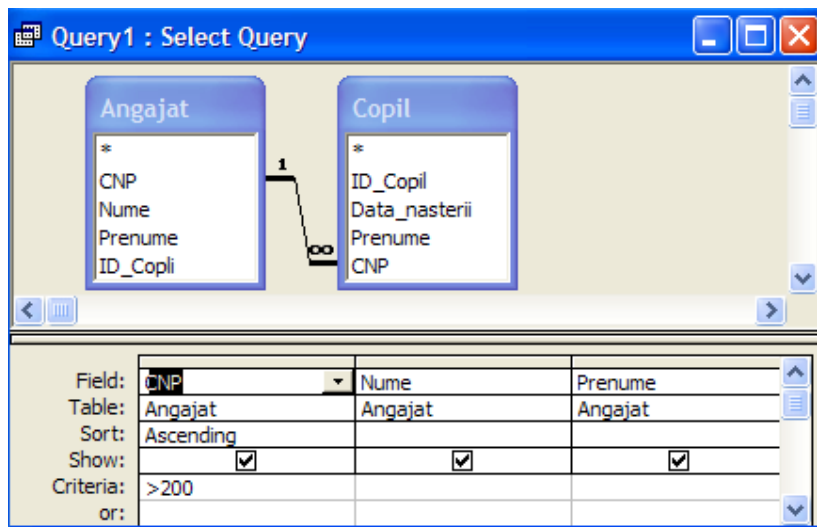 Query1 : Select Query
Angajat
*
CNP
Nume
Prenume
ID_Copli
1
∞
Copil
*
ID_Copil
Data_nasterii
Prenume
CNP
Field: CNP Nume Prenume
Table: Angajat Angajat Angajat
Sort: Ascending
Show:
Criteria: >200
or: